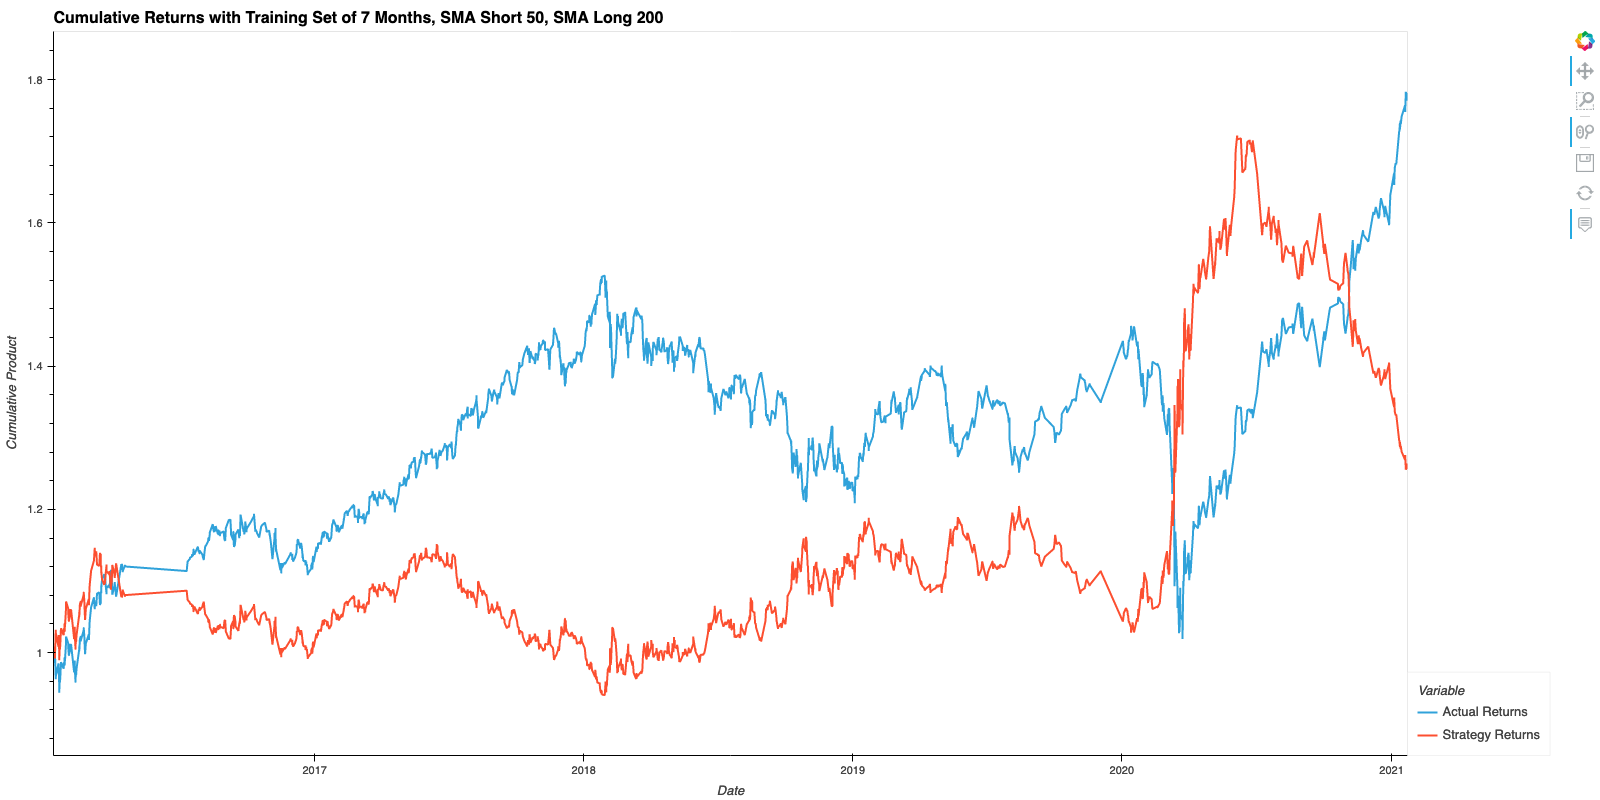 Cumulative Returns with Training Set of 7 Months, SMA Short 50, SMA Long 200
1.8
1.6
1.4
1.2
1
Cumulative Product
2017
2018
2019
2020
2021
Date
Variable
Actual Returns
Strategy Returns